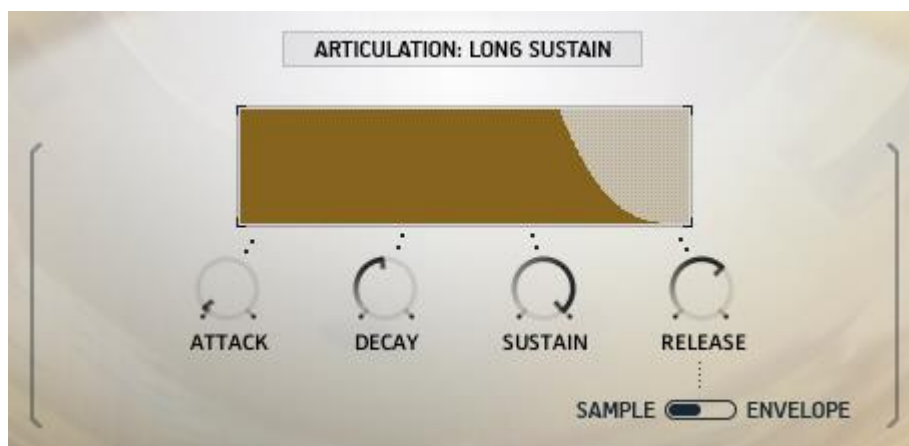 ARTICULATION: LONG SUSTAIN
ATTACK DECAY SUSTAIN RELEASE
SAMPLE ENVELOPE